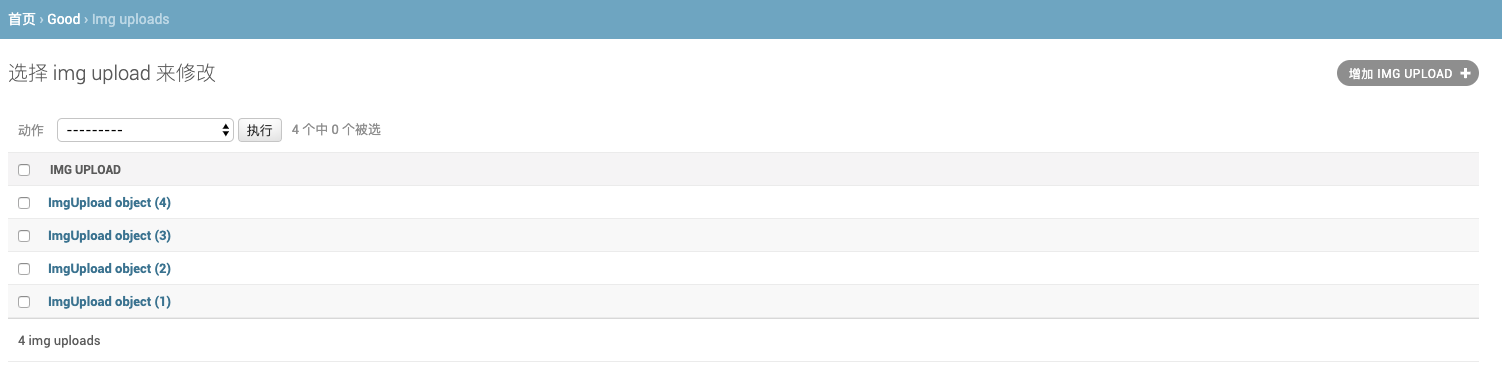 首页 › Good › Img uploads
选择 img upload 来修改
增加 IMG UPLOAD
动作 --------- 执行 4 个中 0 个被选
IMG UPLOAD
ImgUpload object (4)
ImgUpload object (3)
ImgUpload object (2)
ImgUpload object (1)
4 img uploads